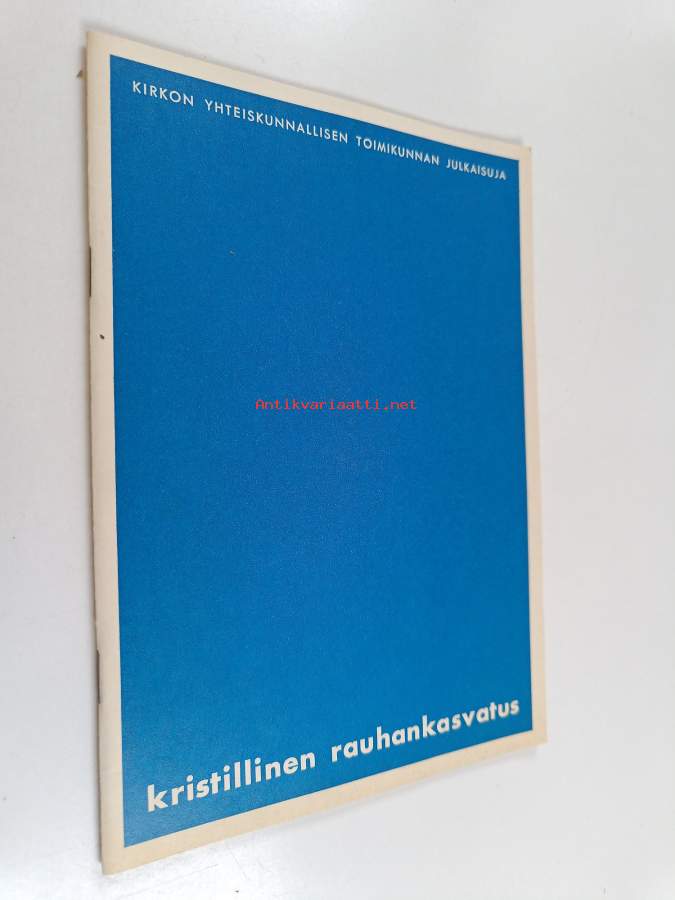 KIRKON YHTEISKUNNALLISEN TOIMIKUNNAN JULKAISUJA
Antikvariaatti.net
kristillinen rauhankasvatus